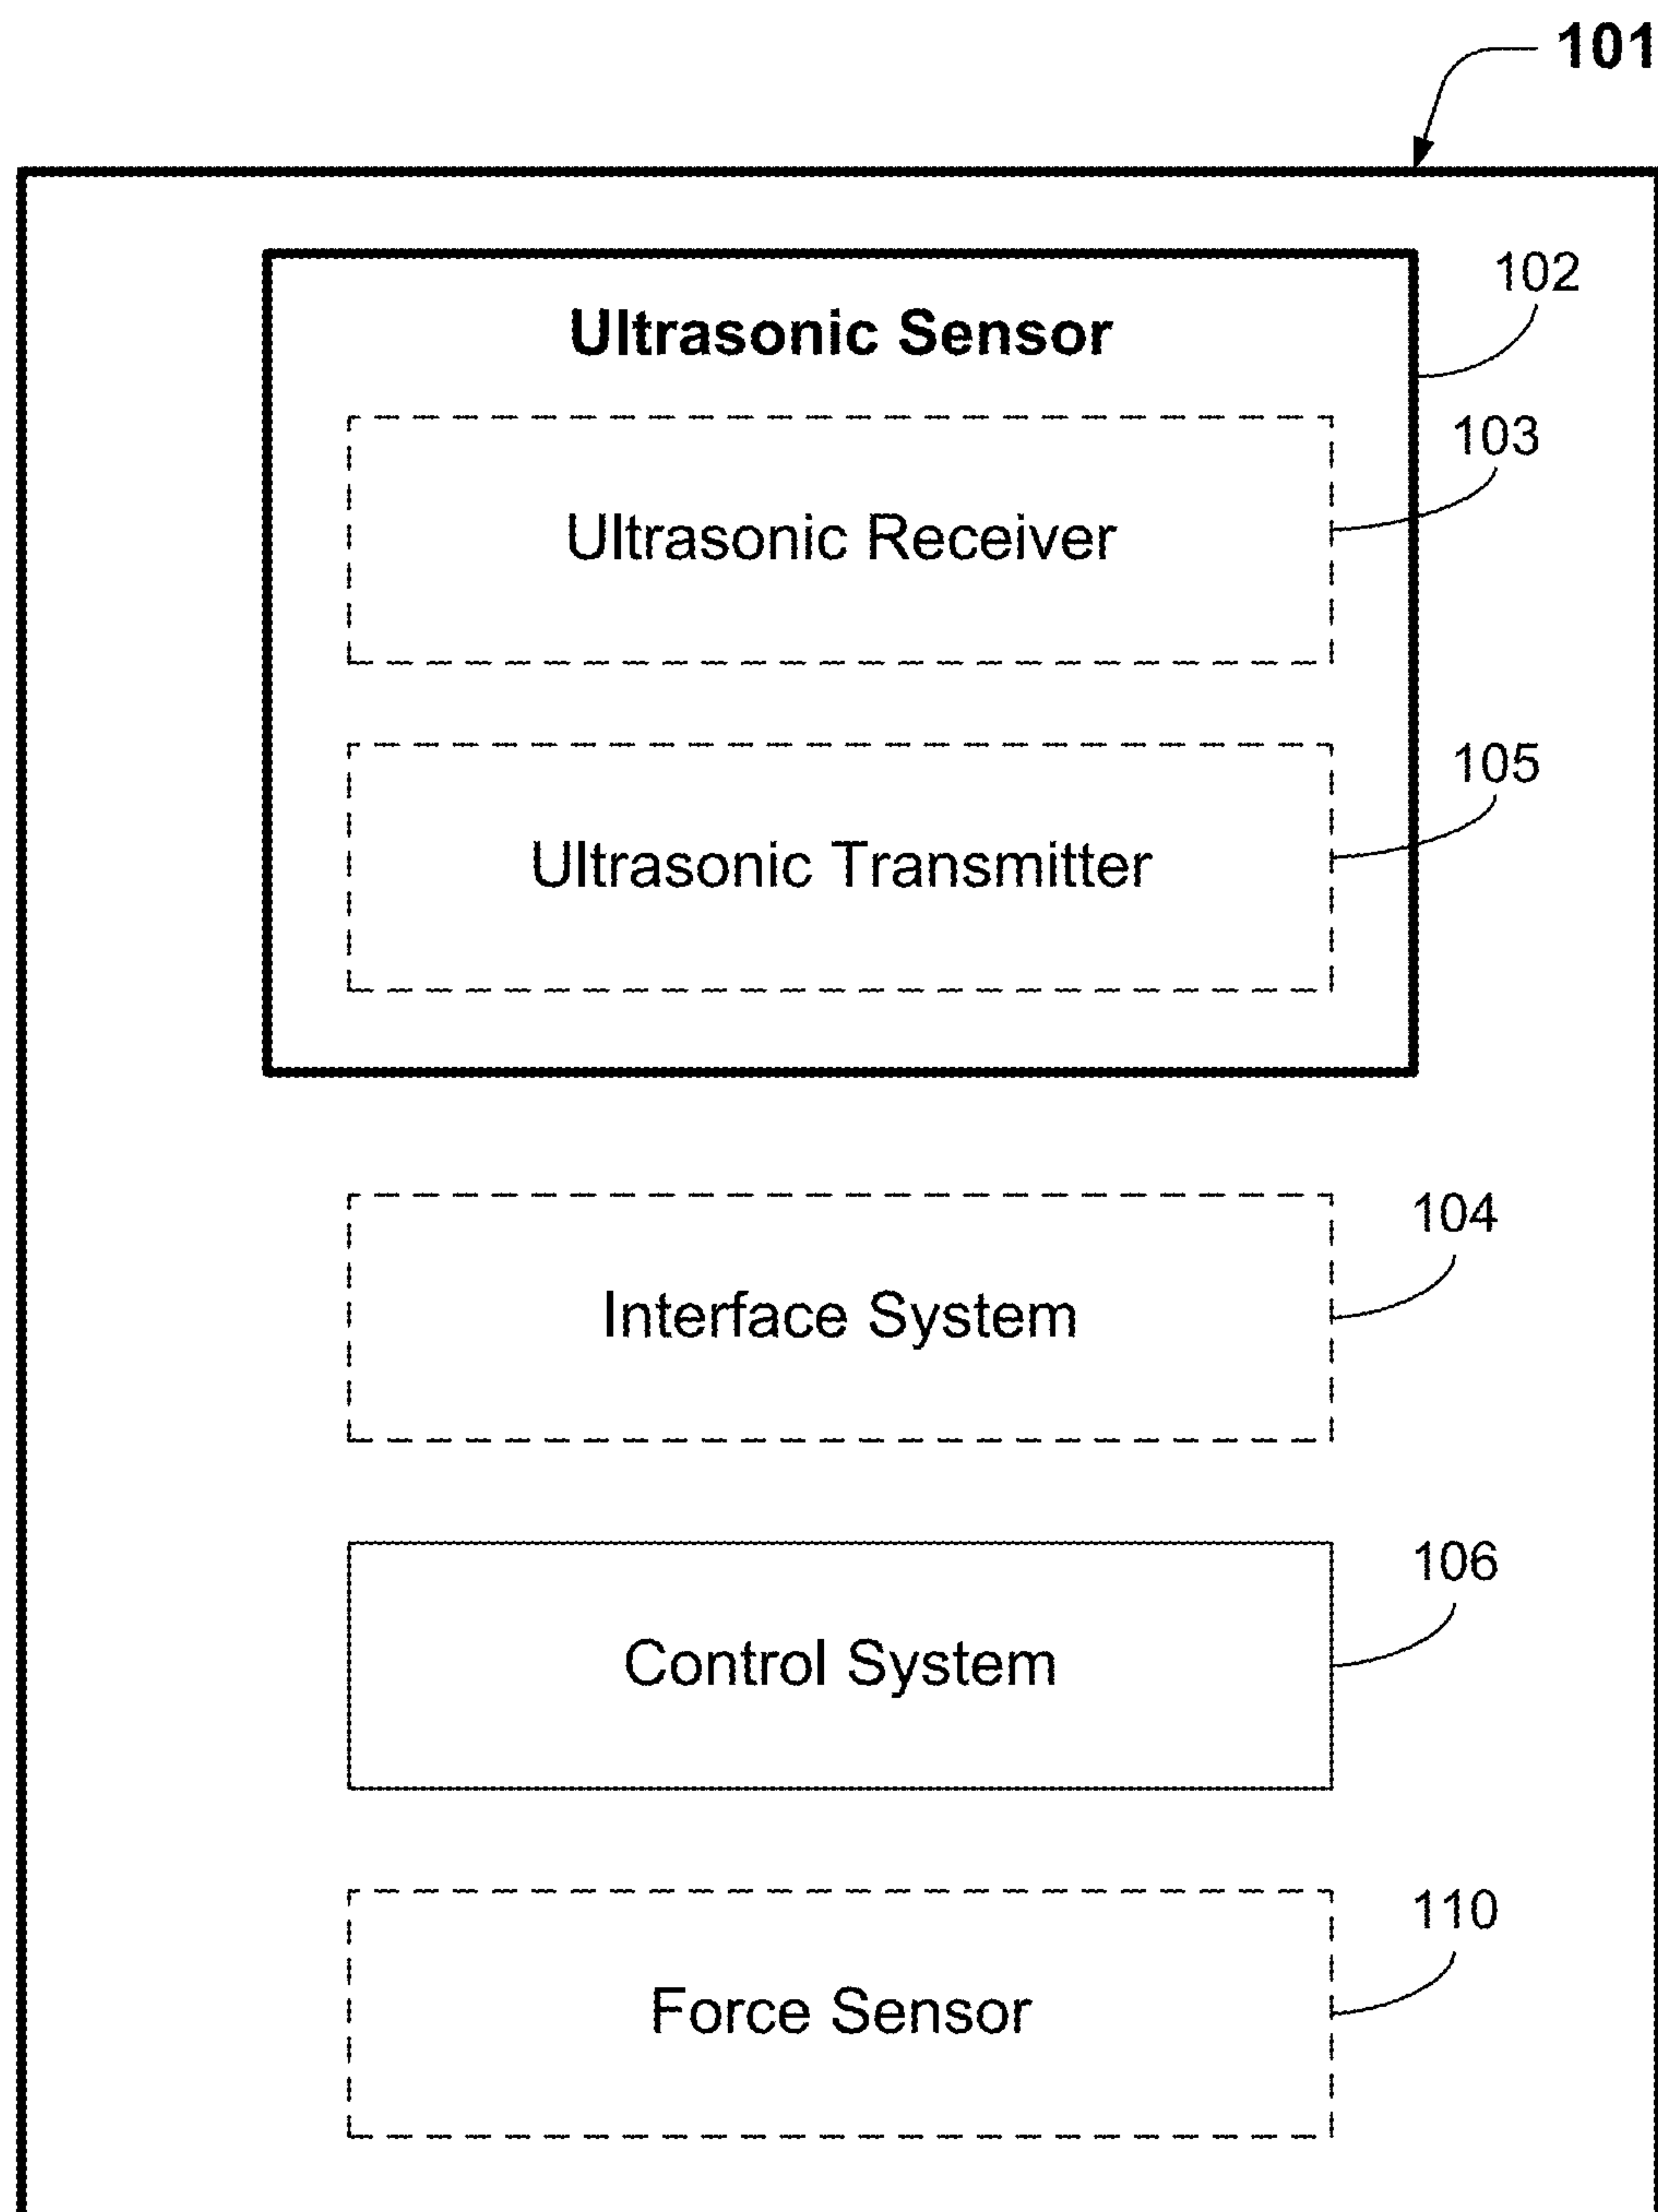 101
102
Ultrasonic Sensor
103
Ultrasonic Receiver
105
Ultrasonic Transmitter
104
Interface System
106
Control System
110
Force Sensor